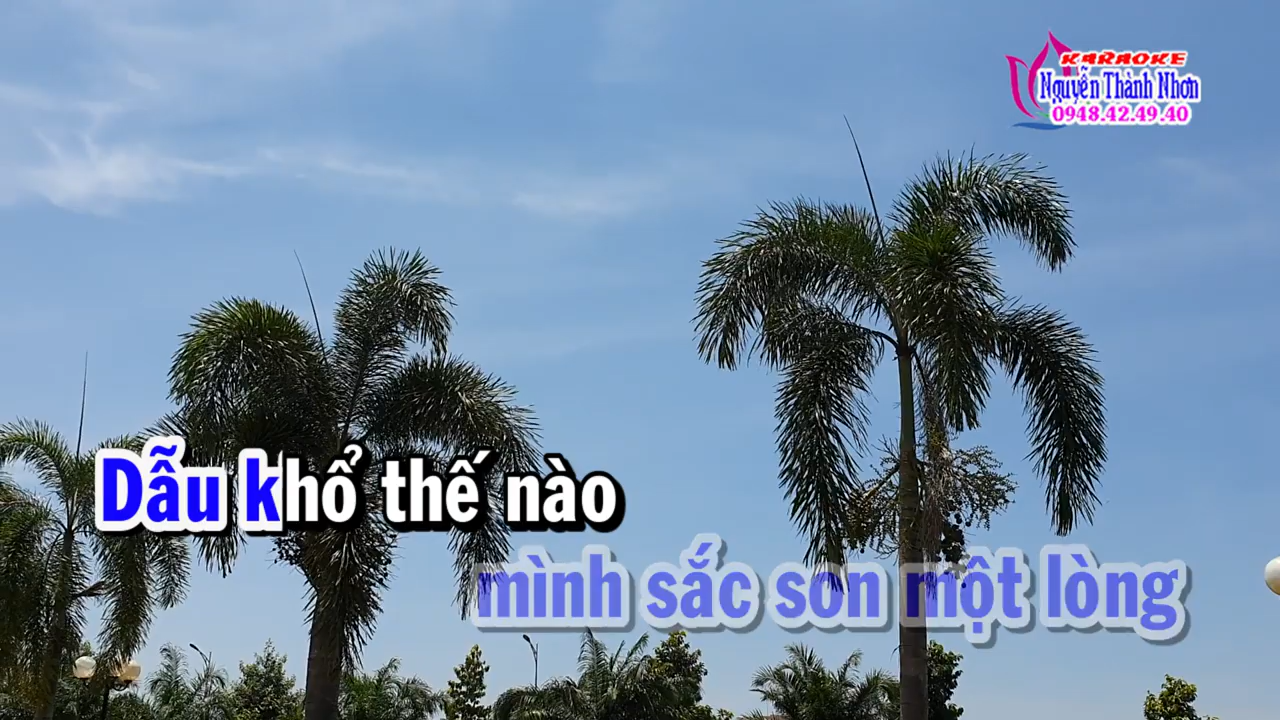 KARAOKE
Nguyễn Thành Nhơn
0948.42.49.40
Dẫu khổ thế nào
mình sắc son một lòng